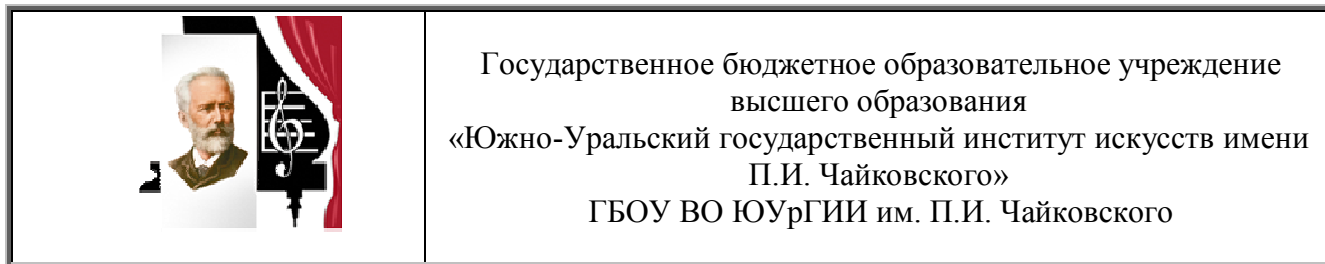 Государственное бюджетное образовательное учреждение
высшего образования
«Южно-Уральский государственный институт искусств имени
П.И. Чайковского»
ГБОУ ВО ЮУрГИИ им. П.И. Чайковского